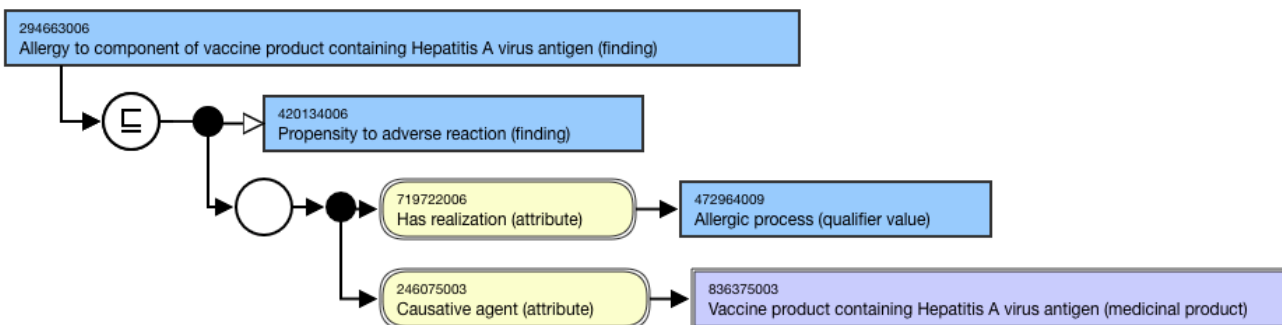 294663006
Allergy to component of vaccine product containing Hepatitis A virus antigen (finding)
⊑
420134006
Propensity to adverse reaction (finding)
719722006
Has realization (attribute)
472964009
Allergic process (qualifier value)
246075003
Causative agent (attribute)
836375003
Vaccine product containing Hepatitis A virus antigen (medicinal product)